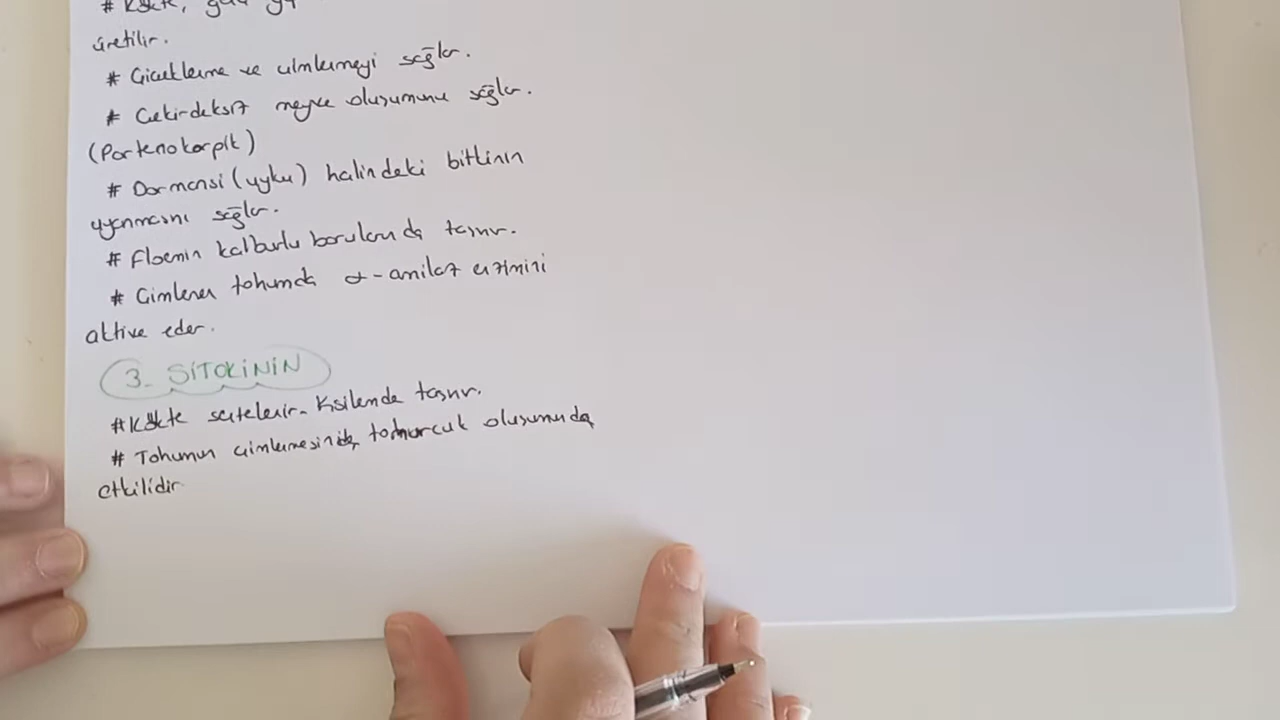 # Kökte,
üretilir.
# Çiçeklenme ve çimlenmeyi sağlar.
# Çekirdeksiz meyve oluşumunu sağlar.
(Partenokarpik)
# Dormansi (uyku) halindeki bitkinin
uyanmasını sağlar.
# Floemin kalburlu borularında taşınır.
# Çimlenen tohumda α-amilaz enzimini
aktive eder.
3. SİTOKİNİN
# Kökte sentelenir. Ksilemde taşınır.
# Tohumun çimlenmesinde, tomurcuk oluşumunda
etkilidir